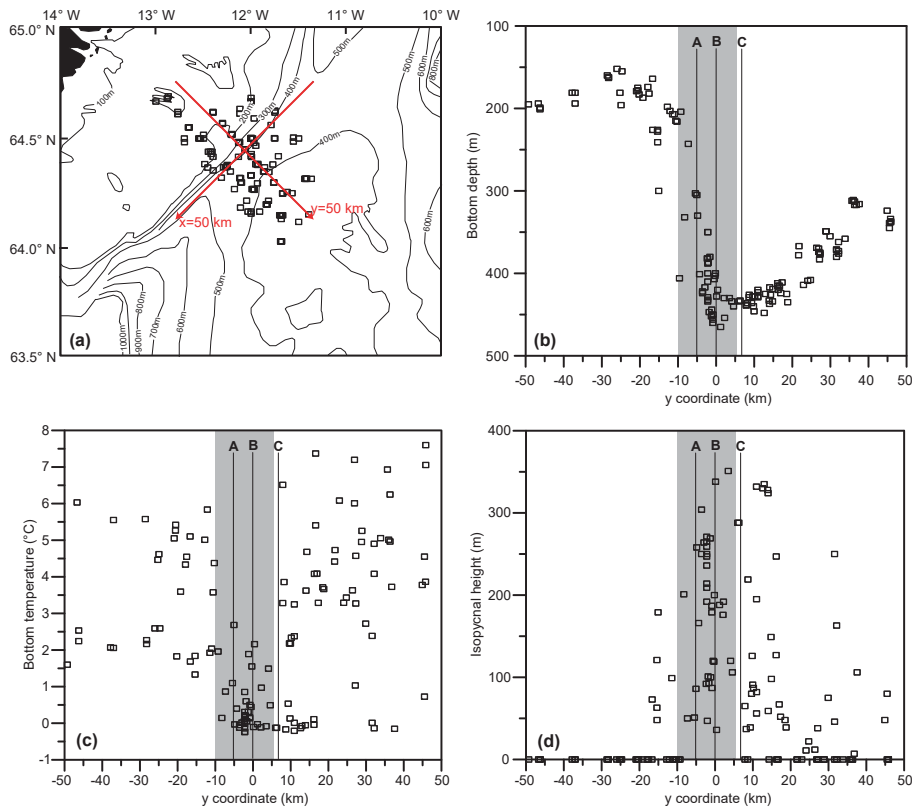 14° W 13° W 12° W 11° W 10° W
65.0° N
64.5° N
64.0° N
63.5° N
100m
200m
300m
400m
500m
500m
600m
800m
400m
500m
600m
500m
600m
700m
800m
900m
1000m
x=50 km
y=50 km
(a)
100
200
300
400
500
Bottom depth (m)
A B C
(b)
-50 -40 -30 -20 -10 0 10 20 30 40 50
y coordinate (km)
8
7
6
5
4
3
2
1
0
-1
Bottom temperature (°C)
A B C
(c)
-50 -40 -30 -20 -10 0 10 20 30 40 50
y coordinate (km)
400
300
200
100
0
Isopycnal height (m)
A B C
(d)
-50 -40 -30 -20 -10 0 10 20 30 40 50
y coordinate (km)